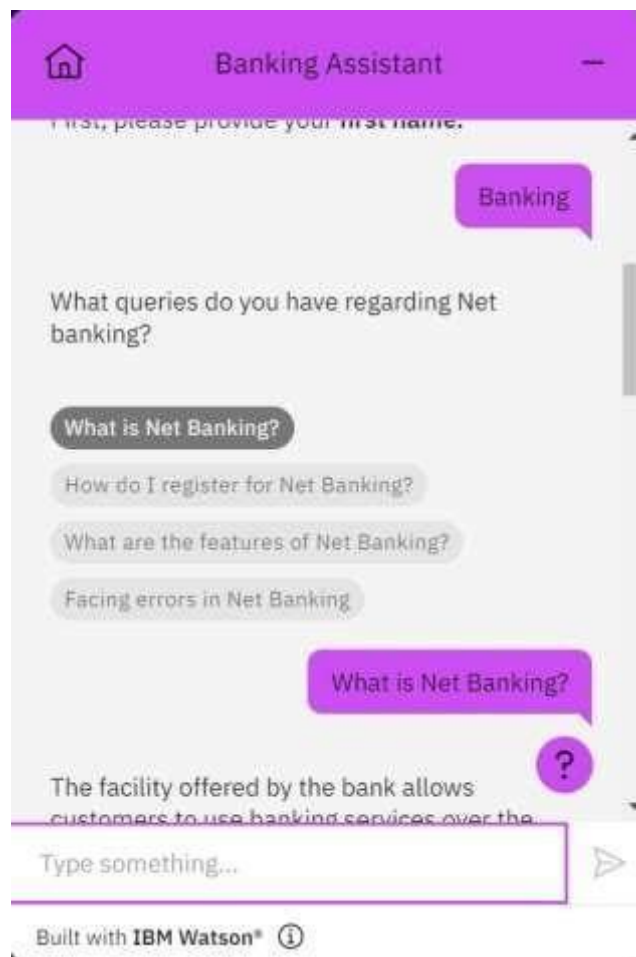 Banking Assistant
First, please provide your first name.
Banking
What queries do you have regarding Net
banking?
What is Net Banking?
How do I register for Net Banking?
What are the features of Net Banking?
Facing errors in Net Banking
What is Net Banking?
?
The facility offered by the bank allows
customers to use banking services over the
Type something...
Built with IBM Watson®